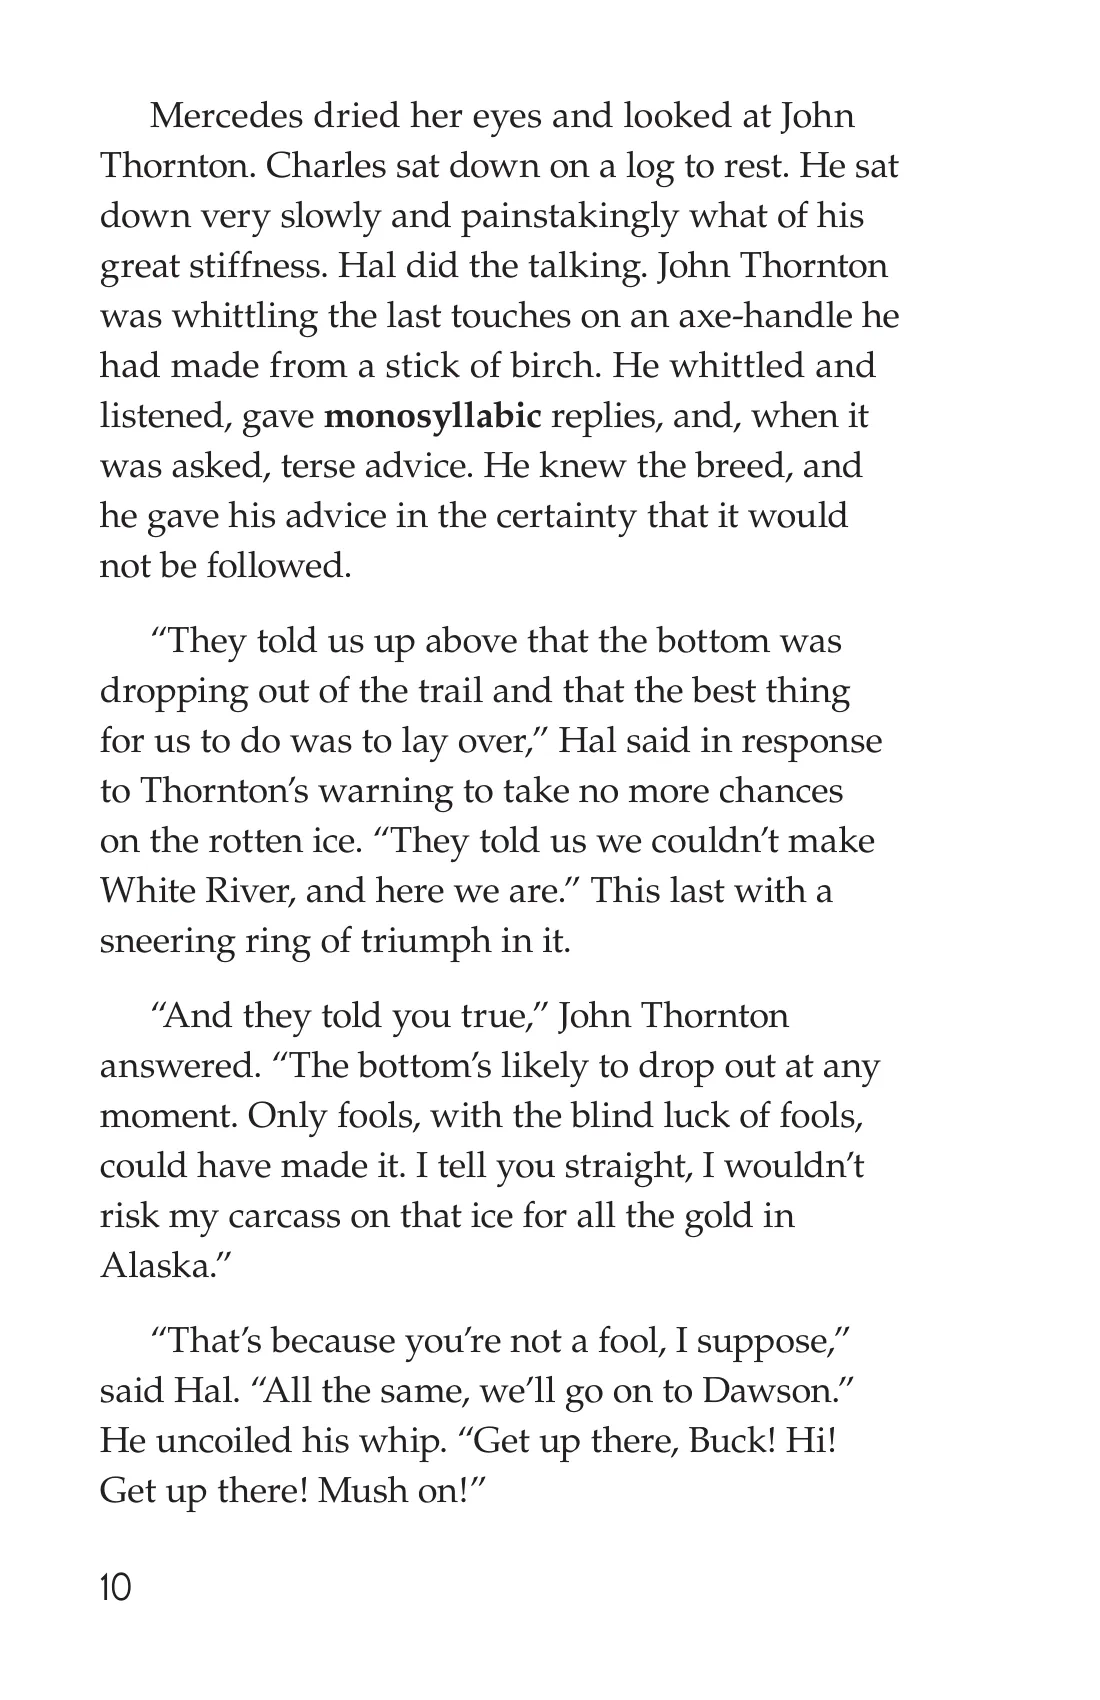 Mercedes dried her eyes and looked at John
Thornton. Charles sat down on a log to rest. He sat
down very slowly and painstakingly what of his
great stiffness. Hal did the talking. John Thornton
was whittling the last touches on an axe-handle he
had made from a stick of birch. He whittled and
listened, gave monosyllabic replies, and, when it
was asked, terse advice. He knew the breed, and
he gave his advice in the certainty that it would
not be followed.
“They told us up above that the bottom was
dropping out of the trail and that the best thing
for us to do was to lay over,” Hal said in response
to Thornton’s warning to take no more chances
on the rotten ice. “They told us we couldn’t make
White River, and here we are.” This last with a
sneering ring of triumph in it.
“And they told you true,” John Thornton
answered. “The bottom’s likely to drop out at any
moment. Only fools, with the blind luck of fools,
could have made it. I tell you straight, I wouldn’t
risk my carcass on that ice for all the gold in
Alaska.”
“That’s because you’re not a fool, I suppose,”
said Hal. “All the same, we’ll go on to Dawson.”
He uncoiled his whip. “Get up there, Buck! Hi!
Get up there! Mush on!”
10